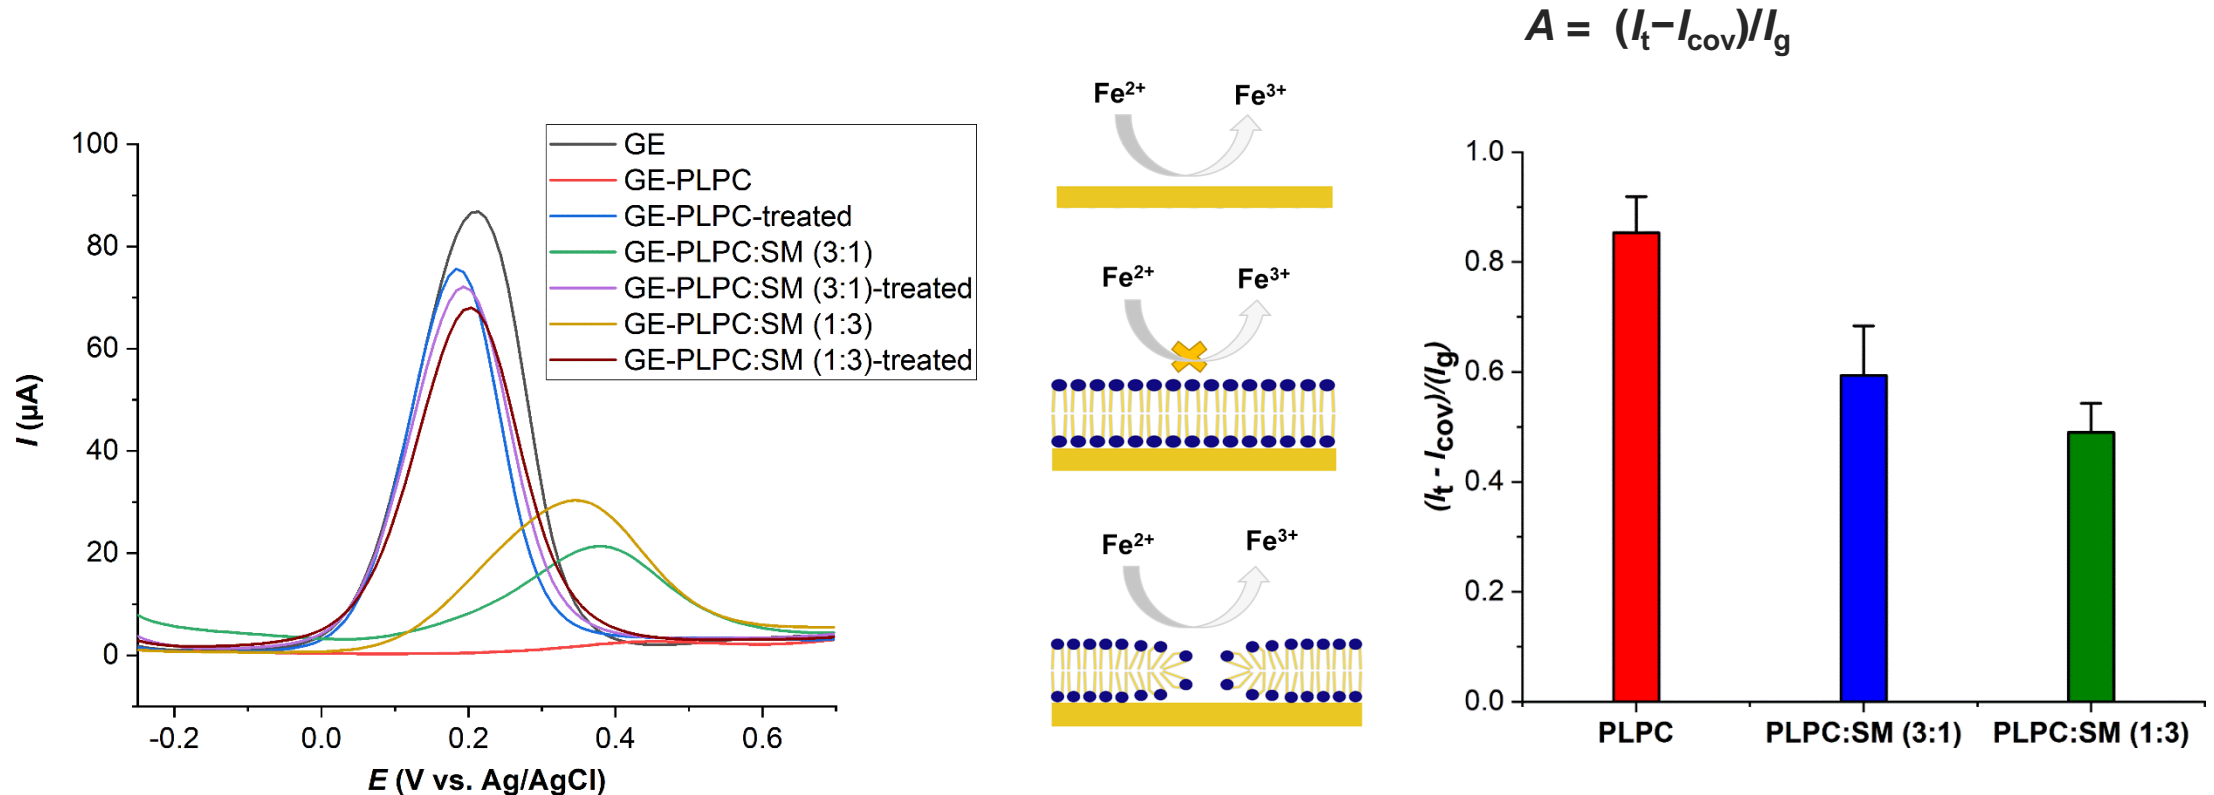 A = (It−Icov)/Ig
100
80
60
40
20
0
I (µA)
-0.2 0.0 0.2 0.4 0.6
E (V vs. Ag/AgCl)
GE
GE-PLPC
GE-PLPC-treated
GE-PLPC:SM (3:1)
GE-PLPC:SM (3:1)-treated
GE-PLPC:SM (1:3)
GE-PLPC:SM (1:3)-treated
Fe2+ Fe3+
Fe2+ Fe3+
Fe2+ Fe3+
1.0
0.8
0.6
0.4
0.2
0.0
(It - Icov)/(Ig)
PLPC PLPC:SM (3:1) PLPC:SM (1:3)